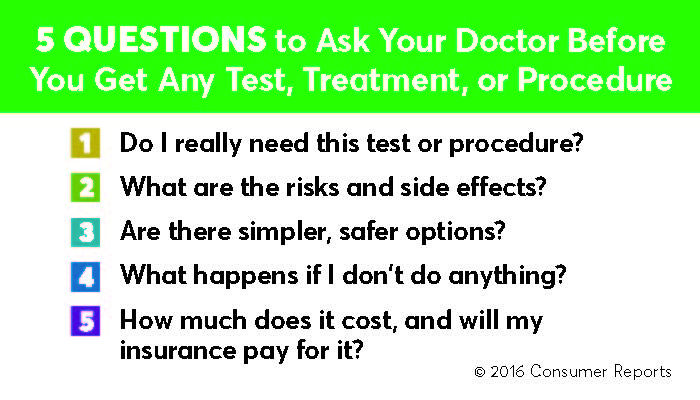 5 QUESTIONS to Ask Your Doctor Before
You Get Any Test, Treatment, or Procedure
1 Do I really need this test or procedure?
2 What are the risks and side effects?
3 Are there simpler, safer options?
4 What happens if I don't do anything?
5 How much does it cost, and will my
insurance pay for it?
© 2016 Consumer Reports